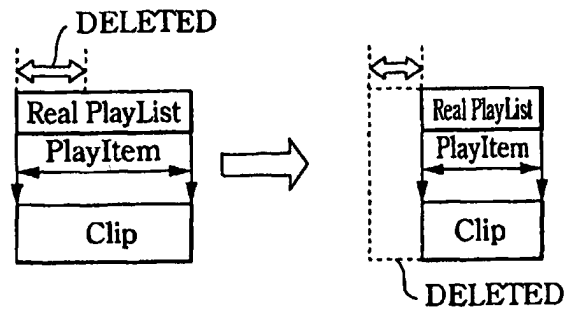 DELETED
Real PlayList
PlayItem
Clip
Real PlayList
PlayItem
Clip
DELETED